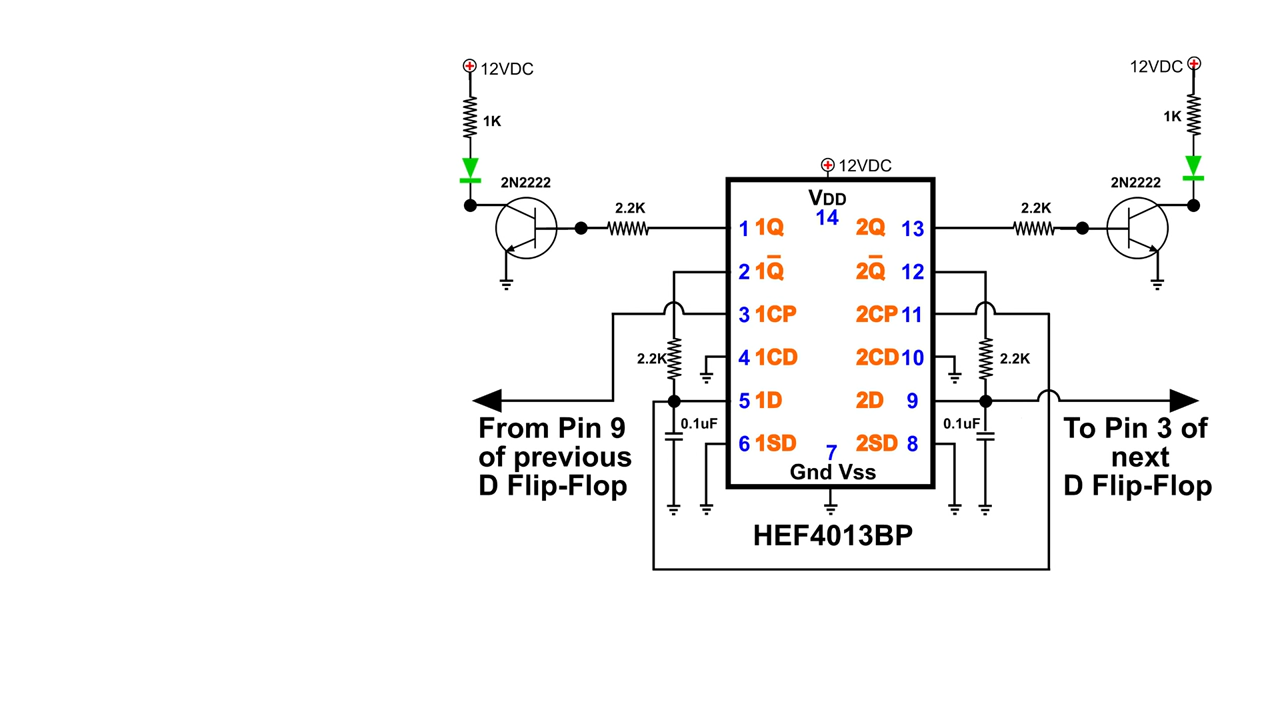 12VDC
12VDC
1K
1K
12VDC
2N2222
2N2222
VDD
14
2.2K
2.2K
1 1Q
2Q 13
2 1Q̅
2Q̅ 12
3 1CP
2CP 11
2.2K
4 1CD
2CD 10
2.2K
5 1D
2D 9
0.1uF
0.1uF
6 1SD
2SD 8
7
Gnd Vss
From Pin 9
of previous
D Flip-Flop
To Pin 3 of
next
D Flip-Flop
HEF4013BP